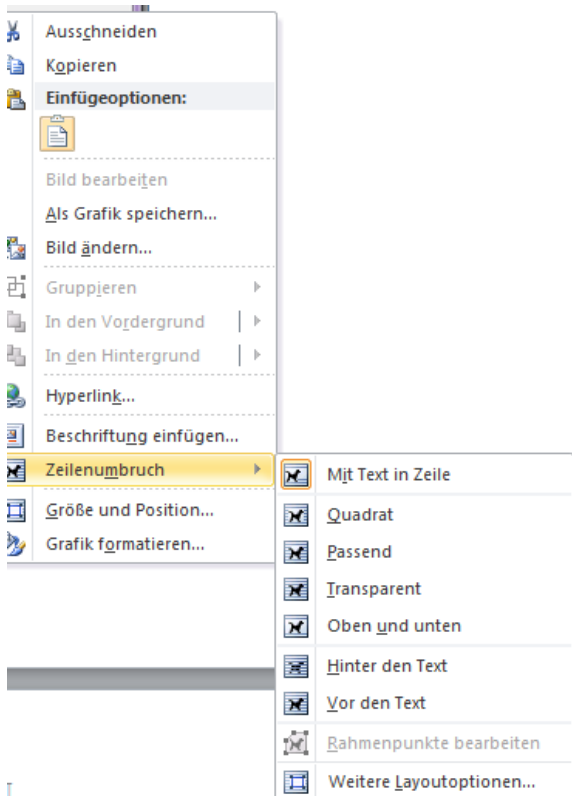 Ausschneiden
Kopieren
Einfügeoptionen:
Bild bearbeiten
Als Grafik speichern...
Bild ändern...
Gruppieren
In den Vordergrund
In den Hintergrund
Hyperlink...
Beschriftung einfügen...
Zeilenumbruch
Größe und Position...
Grafik formatieren...
Mit Text in Zeile
Quadrat
Passend
Transparent
Oben und unten
Hinter den Text
Vor den Text
Rahmenpunkte bearbeiten
Weitere Layoutoptionen...